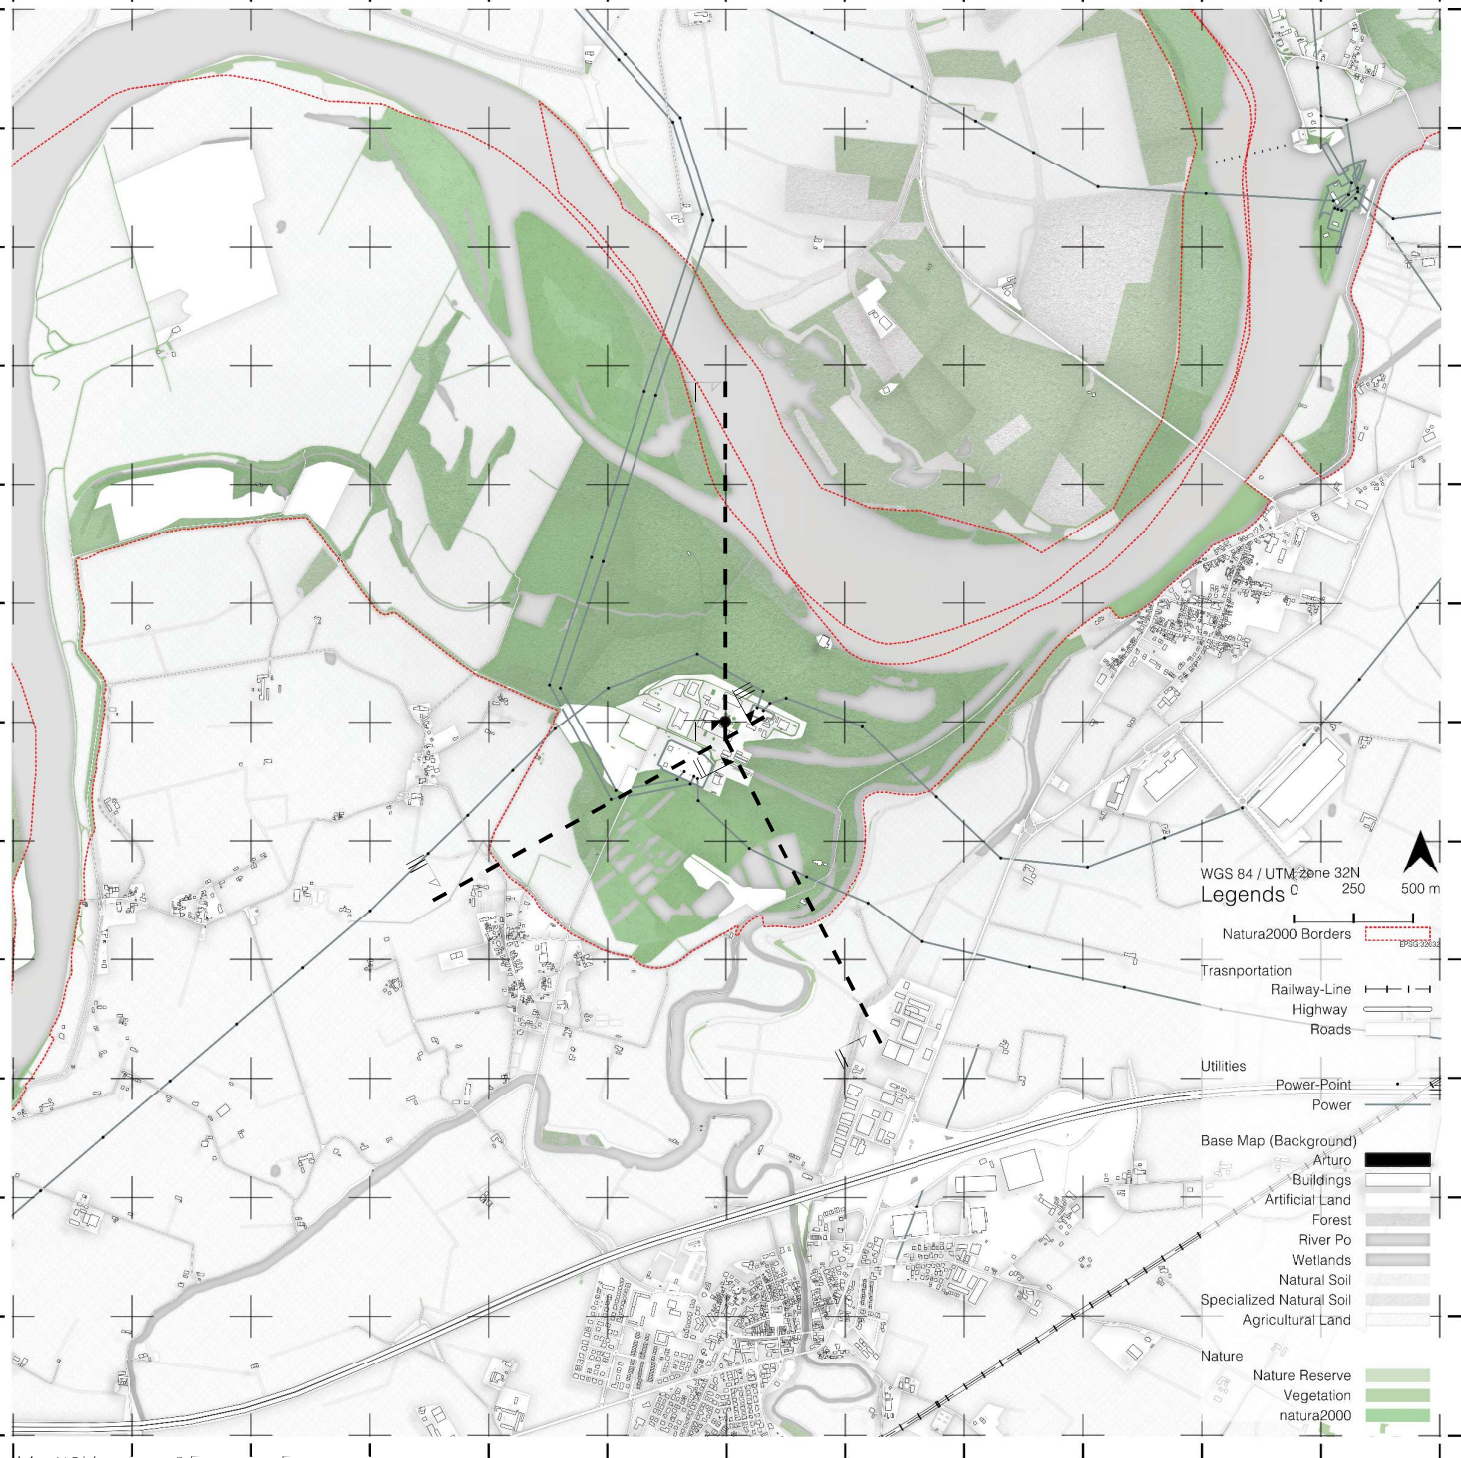 WGS 84 / UTM zone 32N
Legends
0 250 500 m
Natura2000 Borders
EPSG:32632
Trasnportation
Railway-Line
Highway
Roads
Utilities
Power-Point
Power
Base Map (Background)
Arturo
Buildings
Artificial Land
Forest
River Po
Wetlands
Natural Soil
Specialized Natural Soil
Agricultural Land
Nature
Nature Reserve
Vegetation
natura2000